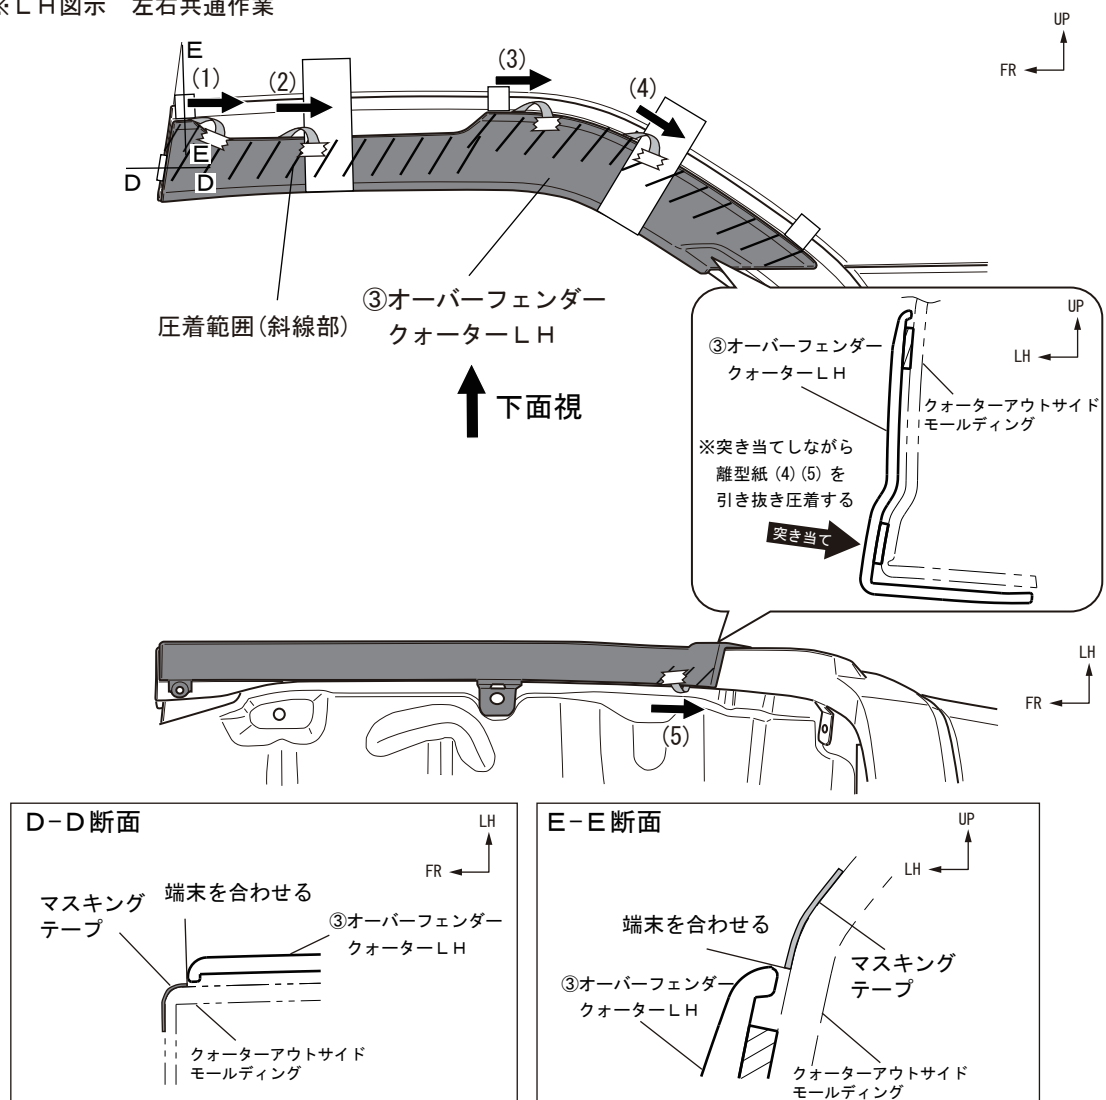 ※ＬＨ図示　左右共通作業
UP
FR
E
(1)
(2)
(3)
(4)
E
D
D
圧着範囲(斜線部)
③オーバーフェンダー
クォーターＬＨ
下面視
UP
LH
③オーバーフェンダー
クォーターＬＨ
クォーターアウトサイド
モールディング
※突き当てしながら
離型紙(4)(5)を
引き抜き圧着する
突き当て
LH
FR
(5)
D-D断面
LH
FR
マスキング
テープ
端末を合わせる
③オーバーフェンダー
クォーターＬＨ
クォーターアウトサイド
モールディング
E-E断面
UP
LH
端末を合わせる
マスキング
テープ
③オーバーフェンダー
クォーターＬＨ
クォーターアウトサイド
モールディング